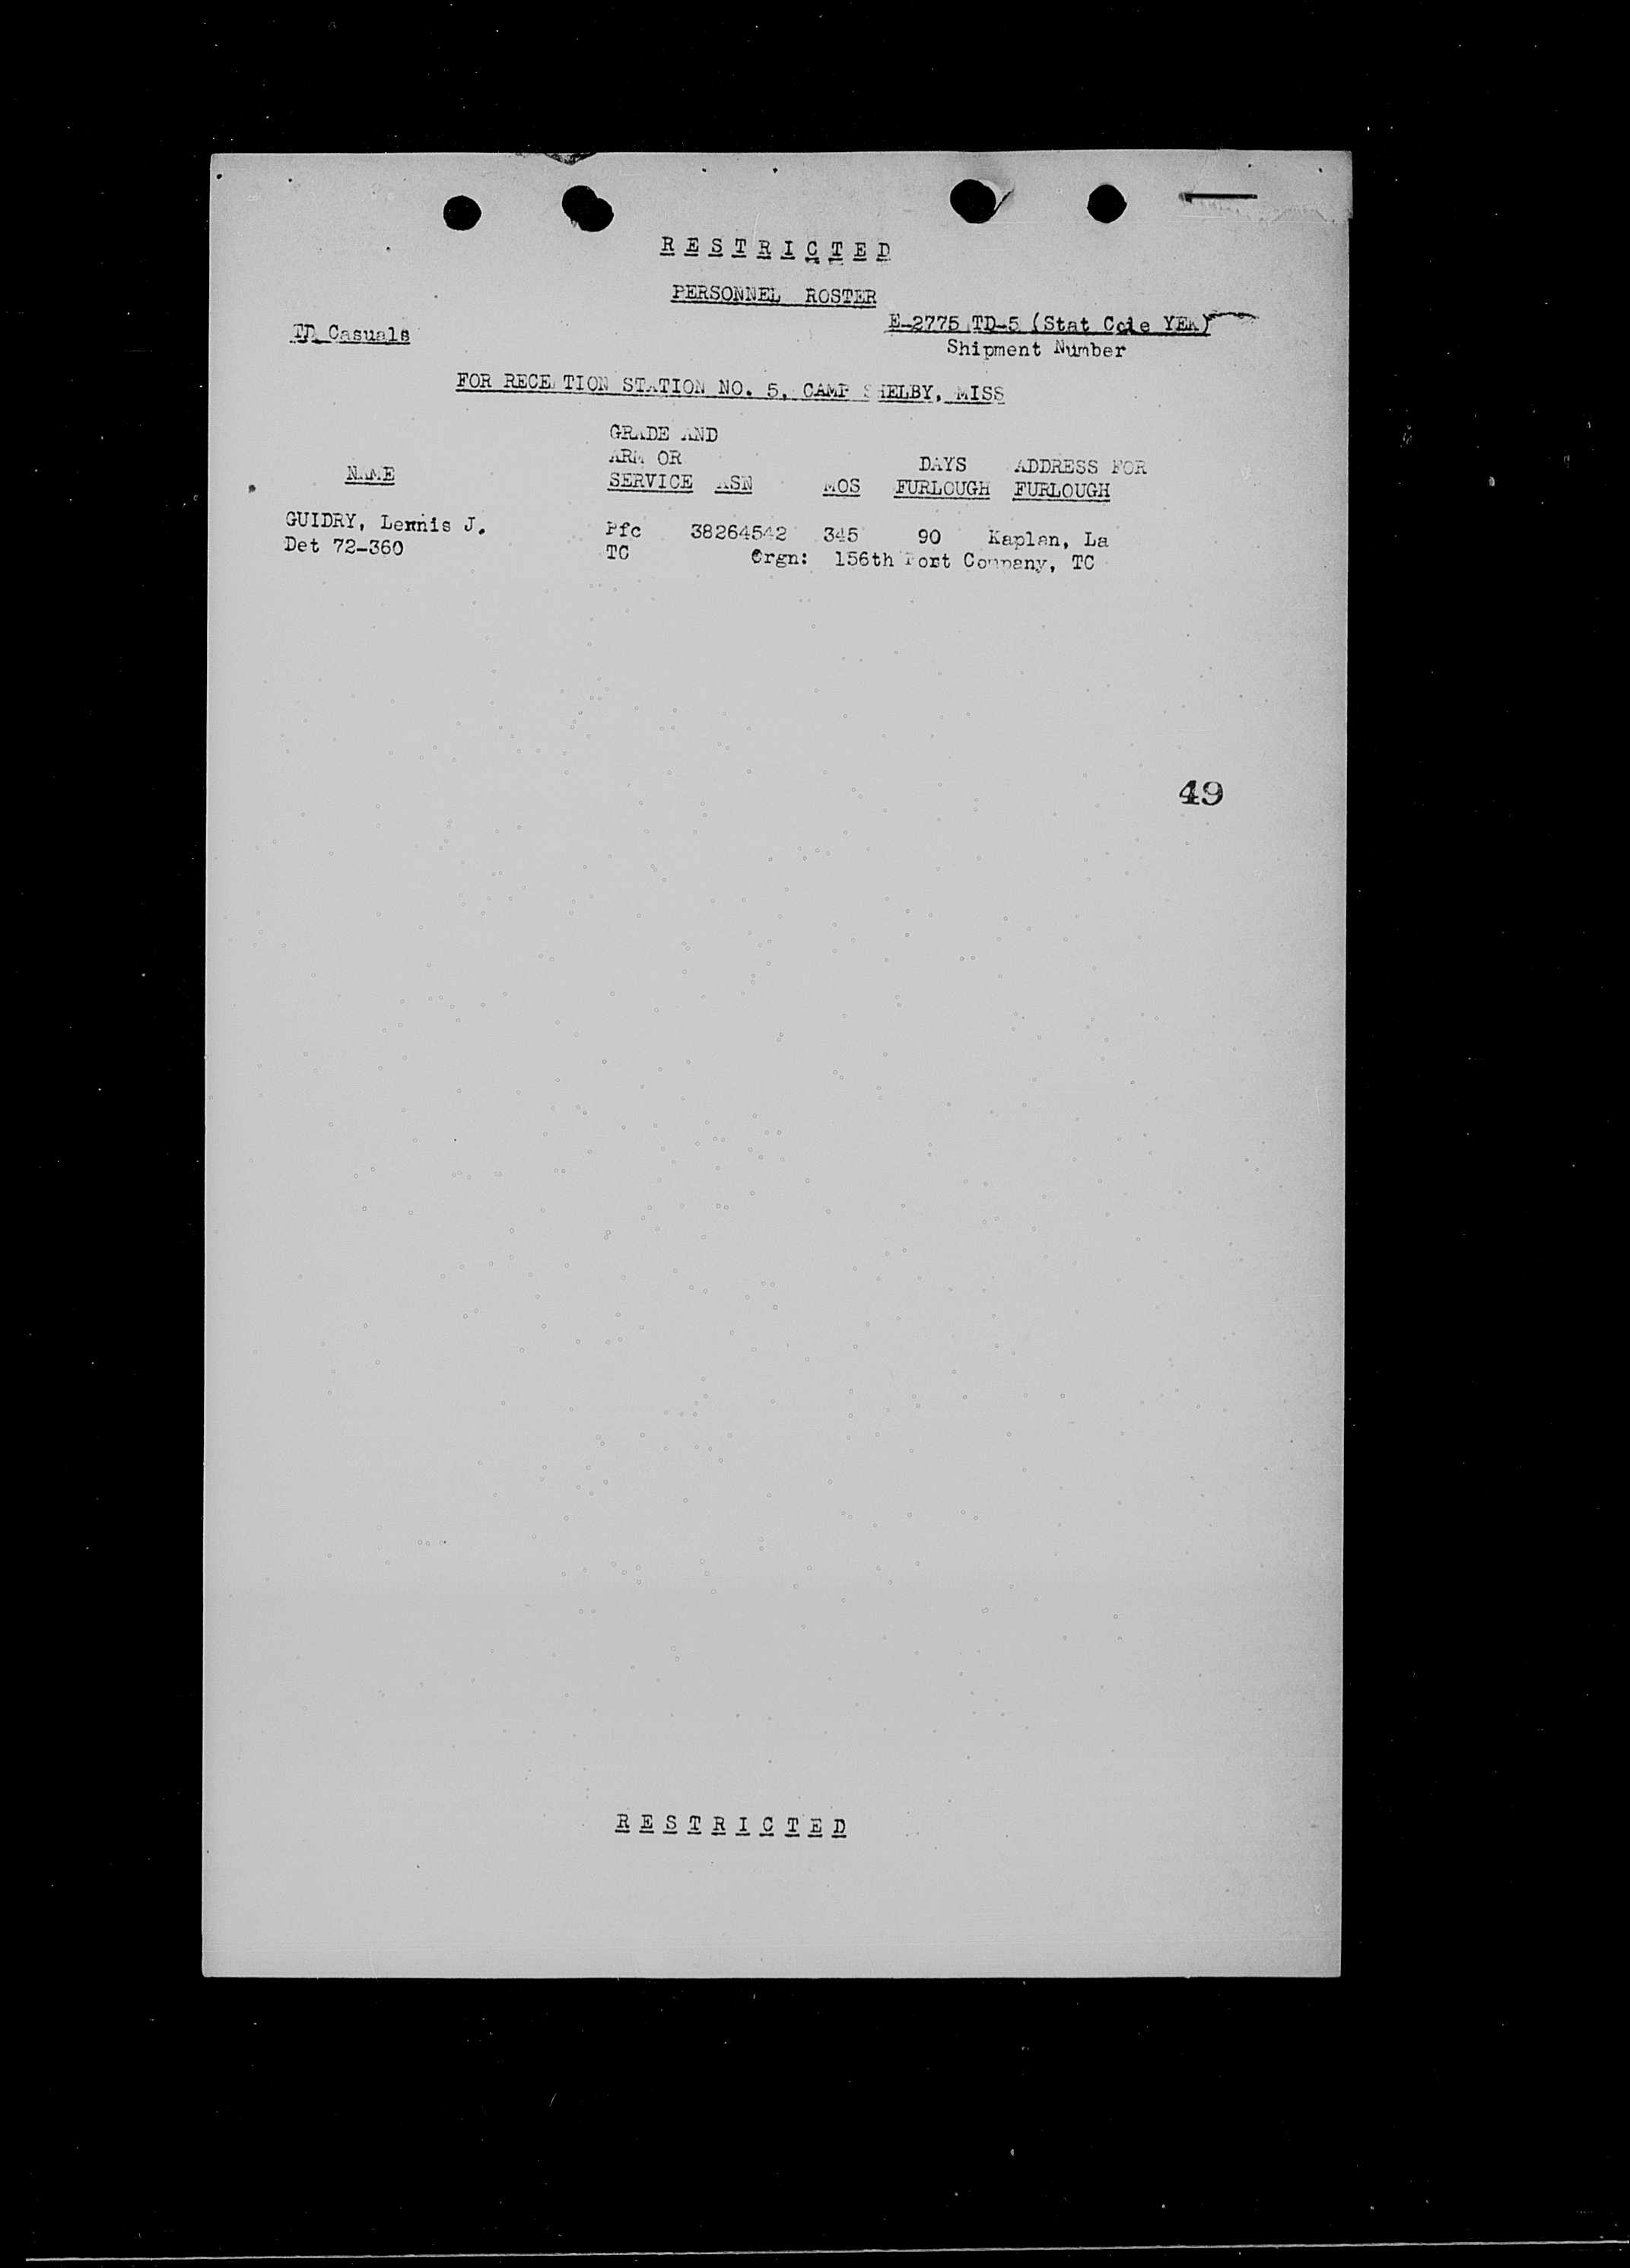 R E S T R I C T E D
PERSONNEL ROSTER
TD Casuals
E-2775 TD-5 (Stat Code YEA)
Shipment Number
FOR RECEPTION STATION NO. 5, CAMP SHELBY, MISS
GRADE AND
ARM OR DAYS ADDRESS FOR
NAME SERVICE ASN MOS FURLOUGH FURLOUGH
GUIDRY, Lennis J. Pfc 38264542 345 90 Kaplan, La
Det 72-360 TC Orgn: 156th Port Company, TC
49
R E S T R I C T E D